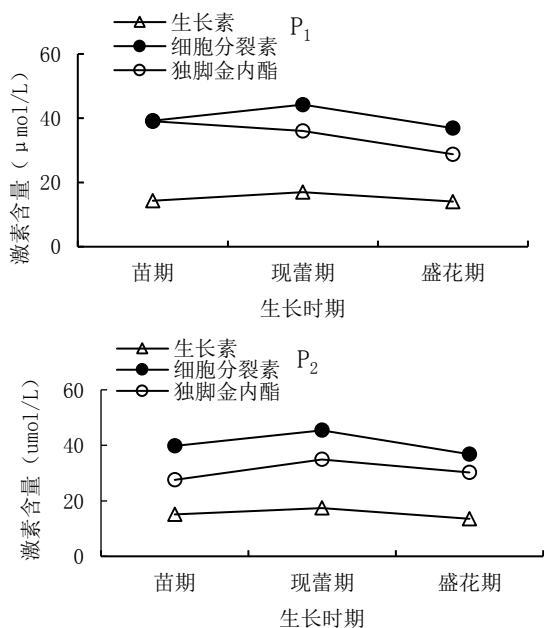 生长素
细胞分裂素
独脚金内酯
P1
60
40
20
0
激素含量（μmol/L）
苗期 现蕾期 盛花期
生长时期
生长素
细胞分裂素
独脚金内酯
P2
60
40
20
0
激素含量（umol/L）
苗期 现蕾期 盛花期
生长时期